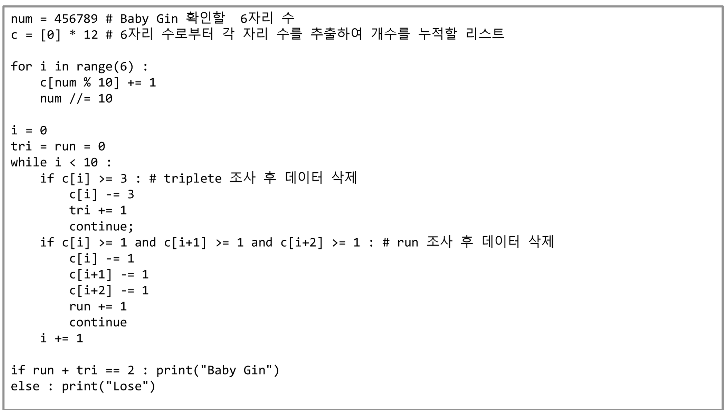 num = 456789 # Baby Gin 확인할  6자리 수
c = [0] * 12 # 6자리 수로부터 각 자리 수를 추출하여 개수를 누적할 리스트

for i in range(6) :
    c[num % 10] += 1
    num //= 10

i = 0
tri = run = 0
while i < 10 :
    if c[i] >= 3 : # triplete 조사 후 데이터 삭제
        c[i] -= 3
        tri += 1
        continue;
    if c[i] >= 1 and c[i+1] >= 1 and c[i+2] >= 1 : # run 조사 후 데이터 삭제
        c[i] -= 1
        c[i+1] -= 1
        c[i+2] -= 1
        run += 1
        continue
    i += 1

if run + tri == 2 : print("Baby Gin")
else : print("Lose")